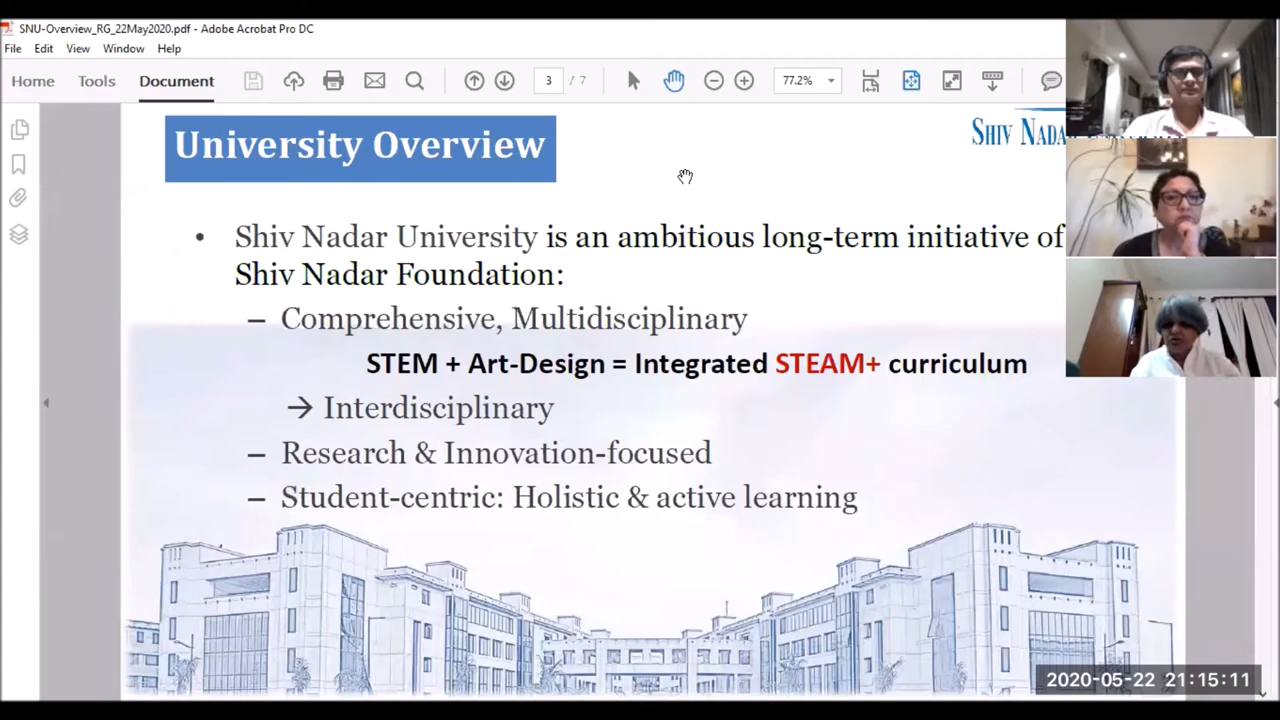 SNU-Overview_RG_22May2020.pdf - Adobe Acrobat Pro DC
File Edit View Window Help
Home Tools Document 3 / 7 77.2%
University Overview
SHIV NADAR
• Shiv Nadar University is an ambitious long-term initiative of
Shiv Nadar Foundation:
– Comprehensive, Multidisciplinary
STEM + Art-Design = Integrated STEAM+ curriculum
→ Interdisciplinary
– Research & Innovation-focused
– Student-centric: Holistic & active learning
2020-05-22 21:15:11